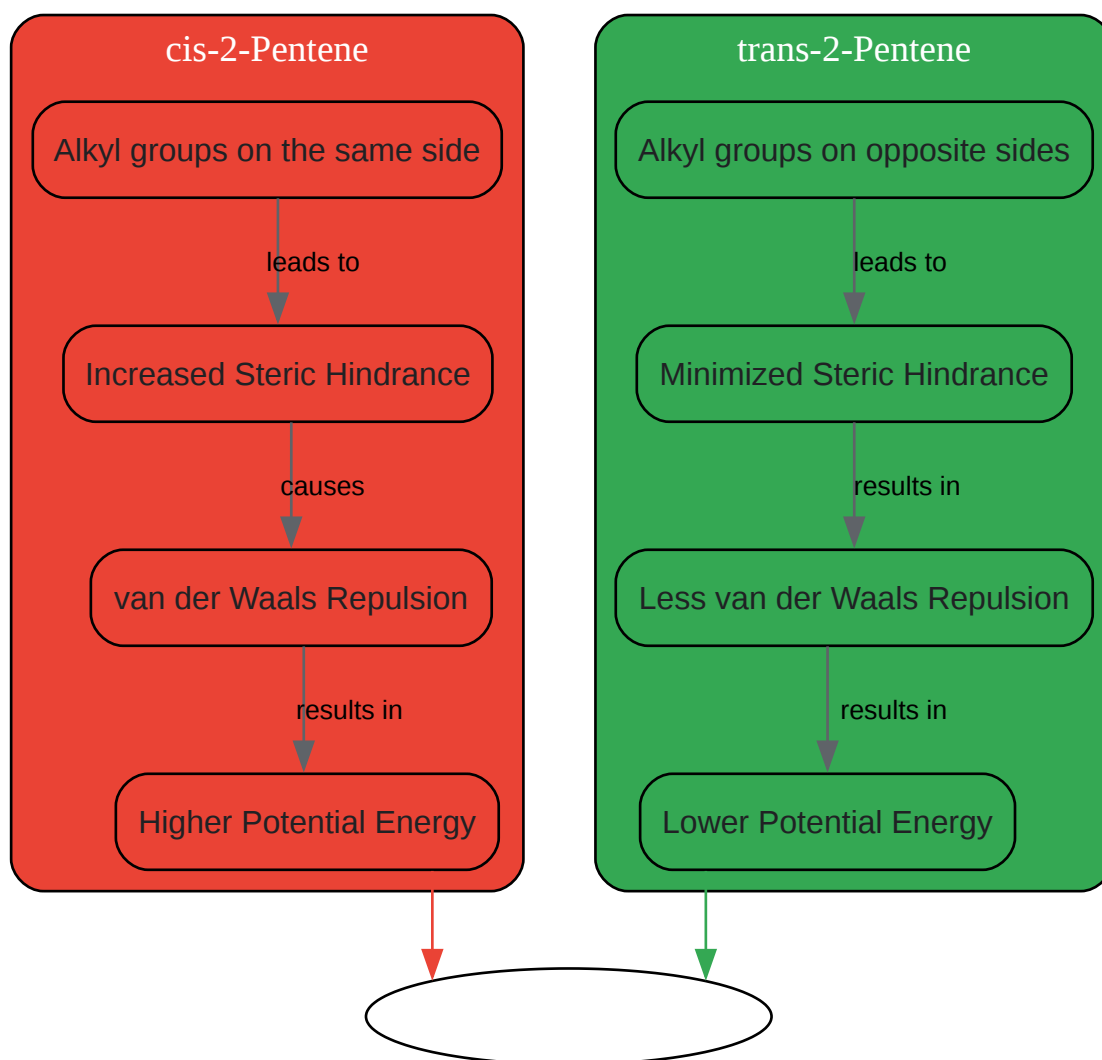 cis-2-Pentene
Alkyl groups on the same side
leads to
Increased Steric Hindrance
causes
van der Waals Repulsion
results in
Higher Potential Energy
trans-2-Pentene
Alkyl groups on opposite sides
leads to
Minimized Steric Hindrance
results in
Less van der Waals Repulsion
results in
Lower Potential Energy